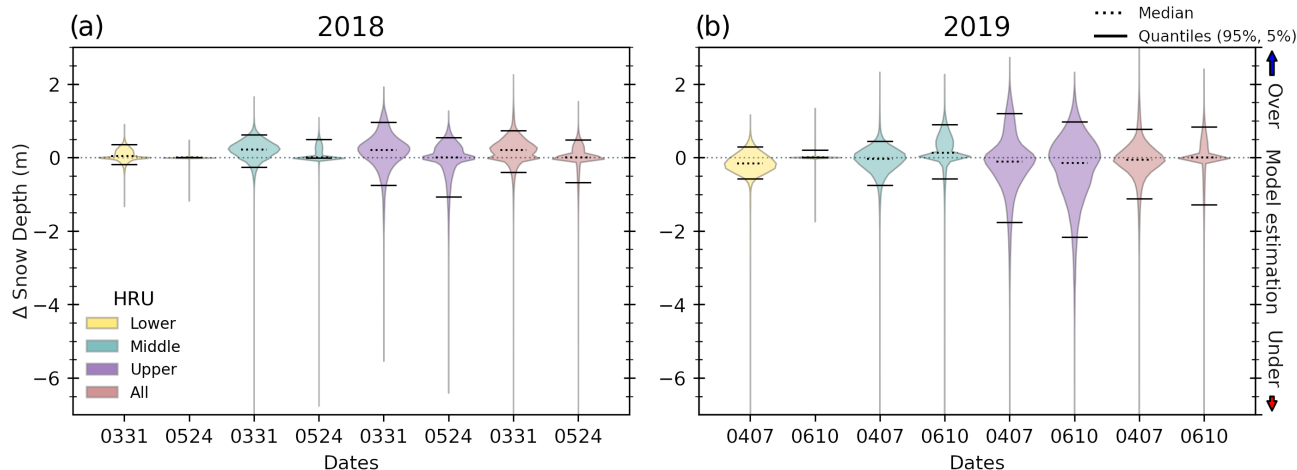 (a) 2018
(b) 2019
Median
Quantiles (95%, 5%)
Δ Snow Depth (m)
2
0
−2
−4
−6
HRU
Lower
Middle
Upper
All
0331 0524 0331 0524 0331 0524 0331 0524
Dates
2
0
−2
−4
−6
0407 0610 0407 0610 0407 0610 0407 0610
Dates
Over Model estimation Under